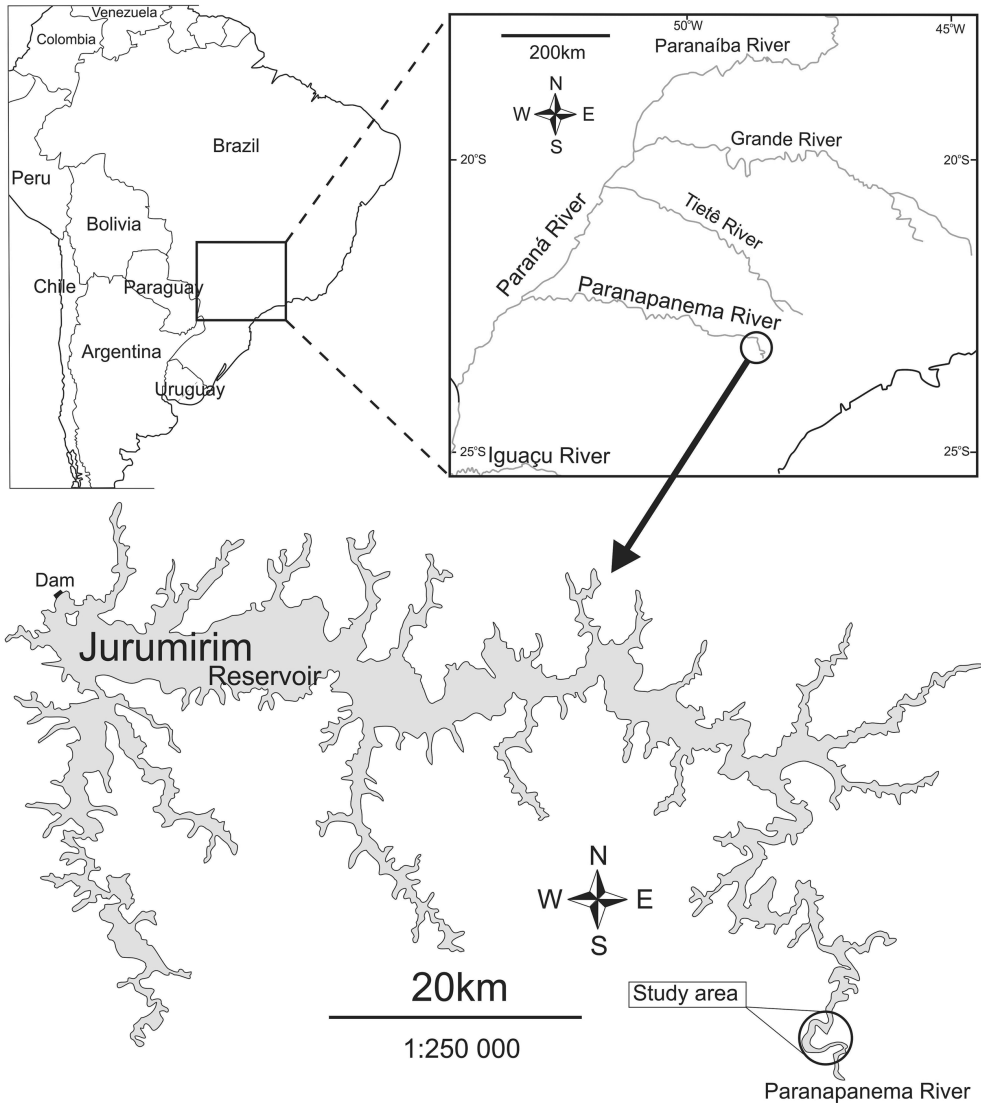 Venezuela
Colombia
Brazil
Peru
Bolivia
Chile
Paraguay
Argentina
Uruguay
50°W
45°W
200km
Paranaíba River
N
W
E
S
Grande River
20°S
20°S
Tietê River
Paraná River
Paranapanema River
25°S
Iguaçu River
25°S
Dam
Jurumirim
Reservoir
N
W
E
S
20km
1:250 000
Study area
Paranapanema River